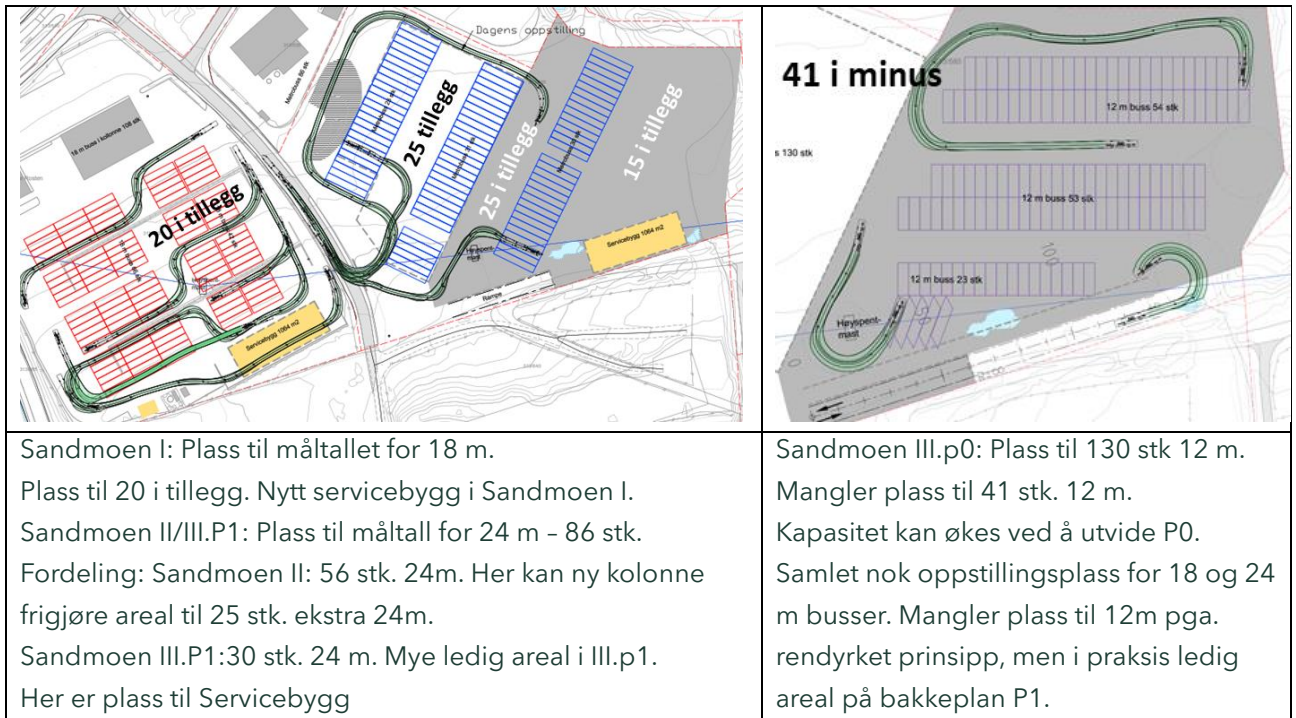 Dagens oppstilling
18 m buss i kolonne 108 stk
20 i tillegg
25 tillegg
25 i tillegg
15 i tillegg
Servicebygg 1064 m2
Servicebygg 1064 m2
Rampe
41 i minus
s 130 stk
12 m buss 54 stk
12 m buss 53 stk
12 m buss 23 stk
100
Høyspent-
mast
Sandmoen I: Plass til måltallet for 18 m.
Plass til 20 i tillegg. Nytt servicebygg i Sandmoen I.
Sandmoen II/III.P1: Plass til måltall for 24 m – 86 stk.
Fordeling: Sandmoen II: 56 stk. 24m. Her kan ny kolonne
frigjøre areal til 25 stk. ekstra 24m.
Sandmoen III.P1:30 stk. 24 m. Mye ledig areal i III.p1.
Her er plass til Servicebygg
Sandmoen III.p0: Plass til 130 stk 12 m.
Mangler plass til 41 stk. 12 m.
Kapasitet kan økes ved å utvide P0.
Samlet nok oppstillingsplass for 18 og 24
m busser. Mangler plass til 12m pga.
rendyrket prinsipp, men i praksis ledig
areal på bakkeplan P1.